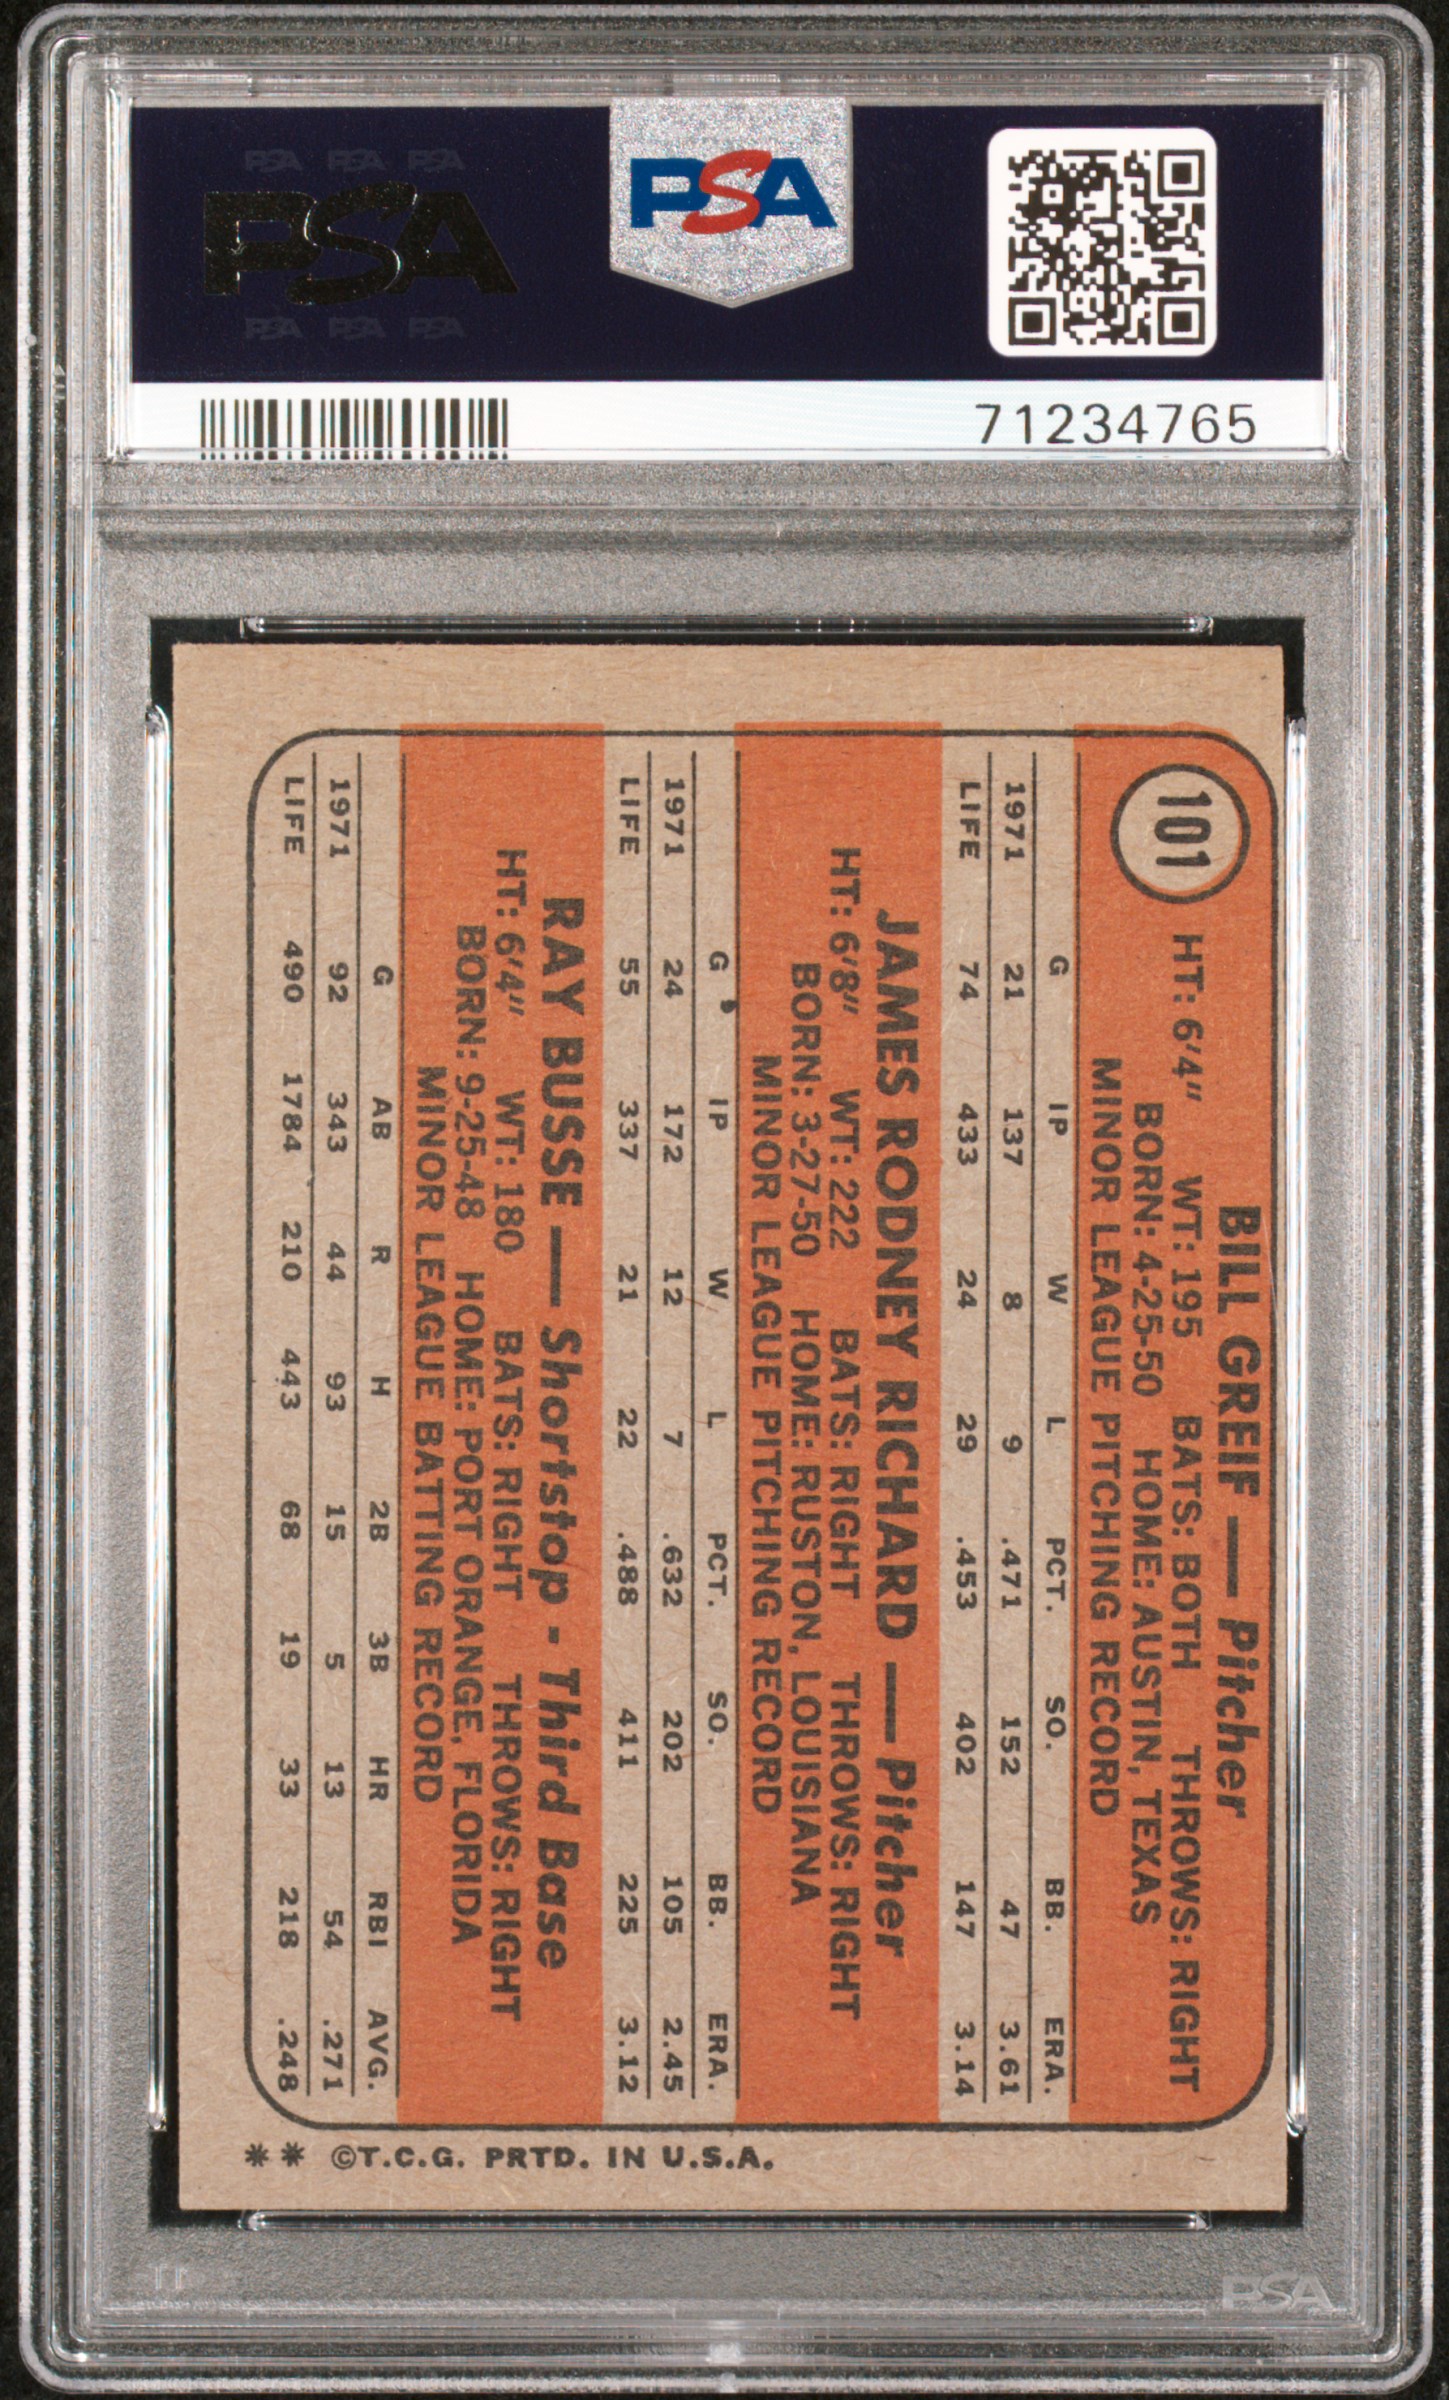 PSA PSA PSA
PSA
PSA PSA PSA
PSA
71234765
101
BILL GREIF — Pitcher
HT: 6'4" WT: 195 BATS: BOTH THROWS: RIGHT
BORN: 4-25-50 HOME: AUSTIN, TEXAS
MINOR LEAGUE PITCHING RECORD
G IP W L PCT. SO. BB. ERA.
1971 21 137 8 9 .471 152 47 3.61
LIFE 74 433 24 29 .453 402 147 3.14
JAMES RODNEY RICHARD — Pitcher
HT: 6'8" WT: 222 BATS: RIGHT THROWS: RIGHT
BORN: 3-27-50 HOME: RUSTON, LOUISIANA
MINOR LEAGUE PITCHING RECORD
G IP W L PCT. SO. BB. ERA.
1971 24 172 12 7 .632 202 105 2.45
LIFE 55 337 21 22 .488 411 225 3.12
RAY BUSSE — Shortstop - Third Base
HT: 6'4" WT: 180 BATS: RIGHT THROWS: RIGHT
BORN: 9-25-48 HOME: PORT ORANGE, FLORIDA
MINOR LEAGUE BATTING RECORD
G AB R H 2B 3B HR RBI AVG.
1971 92 343 44 93 15 5 13 54 .271
LIFE 490 1784 210 443 68 19 33 218 .248
** ©T.C.G. PRTD. IN U.S.A.
PSA